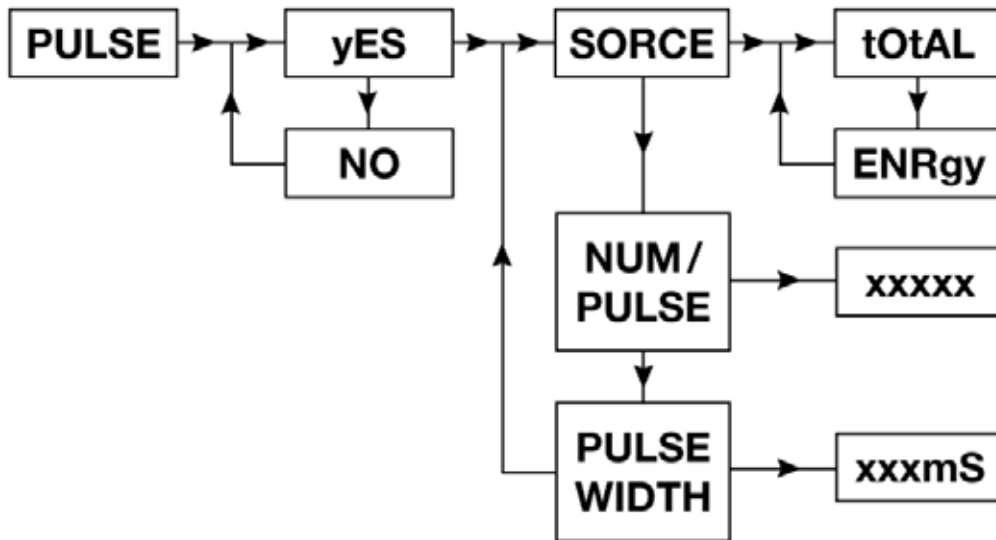 PULSE
yES
SORCE
tOtAL
NO
ENRgy
NUM/
PULSE
xxxxx
PULSE
WIDTH
xxxmS